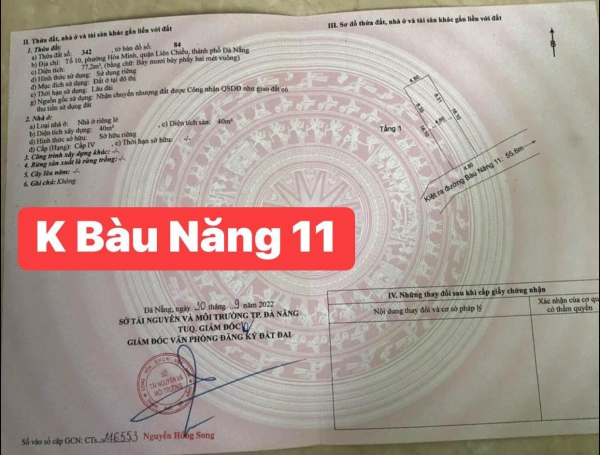 II. Thửa đất, nhà ở và tài sản khác gắn liền với đất
1. Thửa đất:
a) Thửa đất số: 342 , tờ bản đồ số: 84
b) Địa chỉ: Tổ 10, phường Hòa Minh, quận Liên Chiểu, thành phố Đà Nẵng
c) Diện tích: 77,2m², (bằng chữ: Bảy mươi bảy phẩy hai mét vuông)
d) Hình thức sử dụng: Sử dụng riêng
đ) Mục đích sử dụng: Đất ở tại đô thị
e) Thời hạn sử dụng: Lâu dài
g) Nguồn gốc sử dụng: Nhận chuyển nhượng đất được Công nhận QSDĐ như giao đất có
thu tiền sử dụng đất
2. Nhà ở:
a) Loại nhà ở: Nhà ở riêng lẻ
b) Diện tích xây dựng: 40m² , c) Diện tích sàn: 40m²
d) Hình thức sở hữu: Sở hữu riêng
đ) Cấp (Hạng): Cấp IV , e) Thời hạn sở hữu: -/-
3. Công trình xây dựng khác: -/-
4. Rừng sản xuất là rừng trồng: -/-
5. Cây lâu năm: -/-
6. Ghi chú: Không.
K Bàu Năng 11
Đà Nẵng, ngày 30 tháng 9 năm 2022
SỞ TÀI NGUYÊN VÀ MÔI TRƯỜNG TP. ĐÀ NẴNG
TUQ. GIÁM ĐỐC
GIÁM ĐỐC VĂN PHÒNG ĐĂNG KÝ ĐẤT ĐAI
SỞ
TÀI NGUYÊN VÀ
MÔI TRƯỜNG
Nguyễn Hồng Song
Số vào sổ cấp GCN: CTs 116553
III. Sơ đồ thửa đất, nhà ở và tài sản khác gắn liền với đất
B
Tầng 1
Kiệt ra đường Bàu Năng 11: 55.6m
IV. Những thay đổi sau khi cấp giấy chứng nhận
Nội dung thay đổi và cơ sở pháp lý
Xác nhận của cơ qu
có thẩm quyền